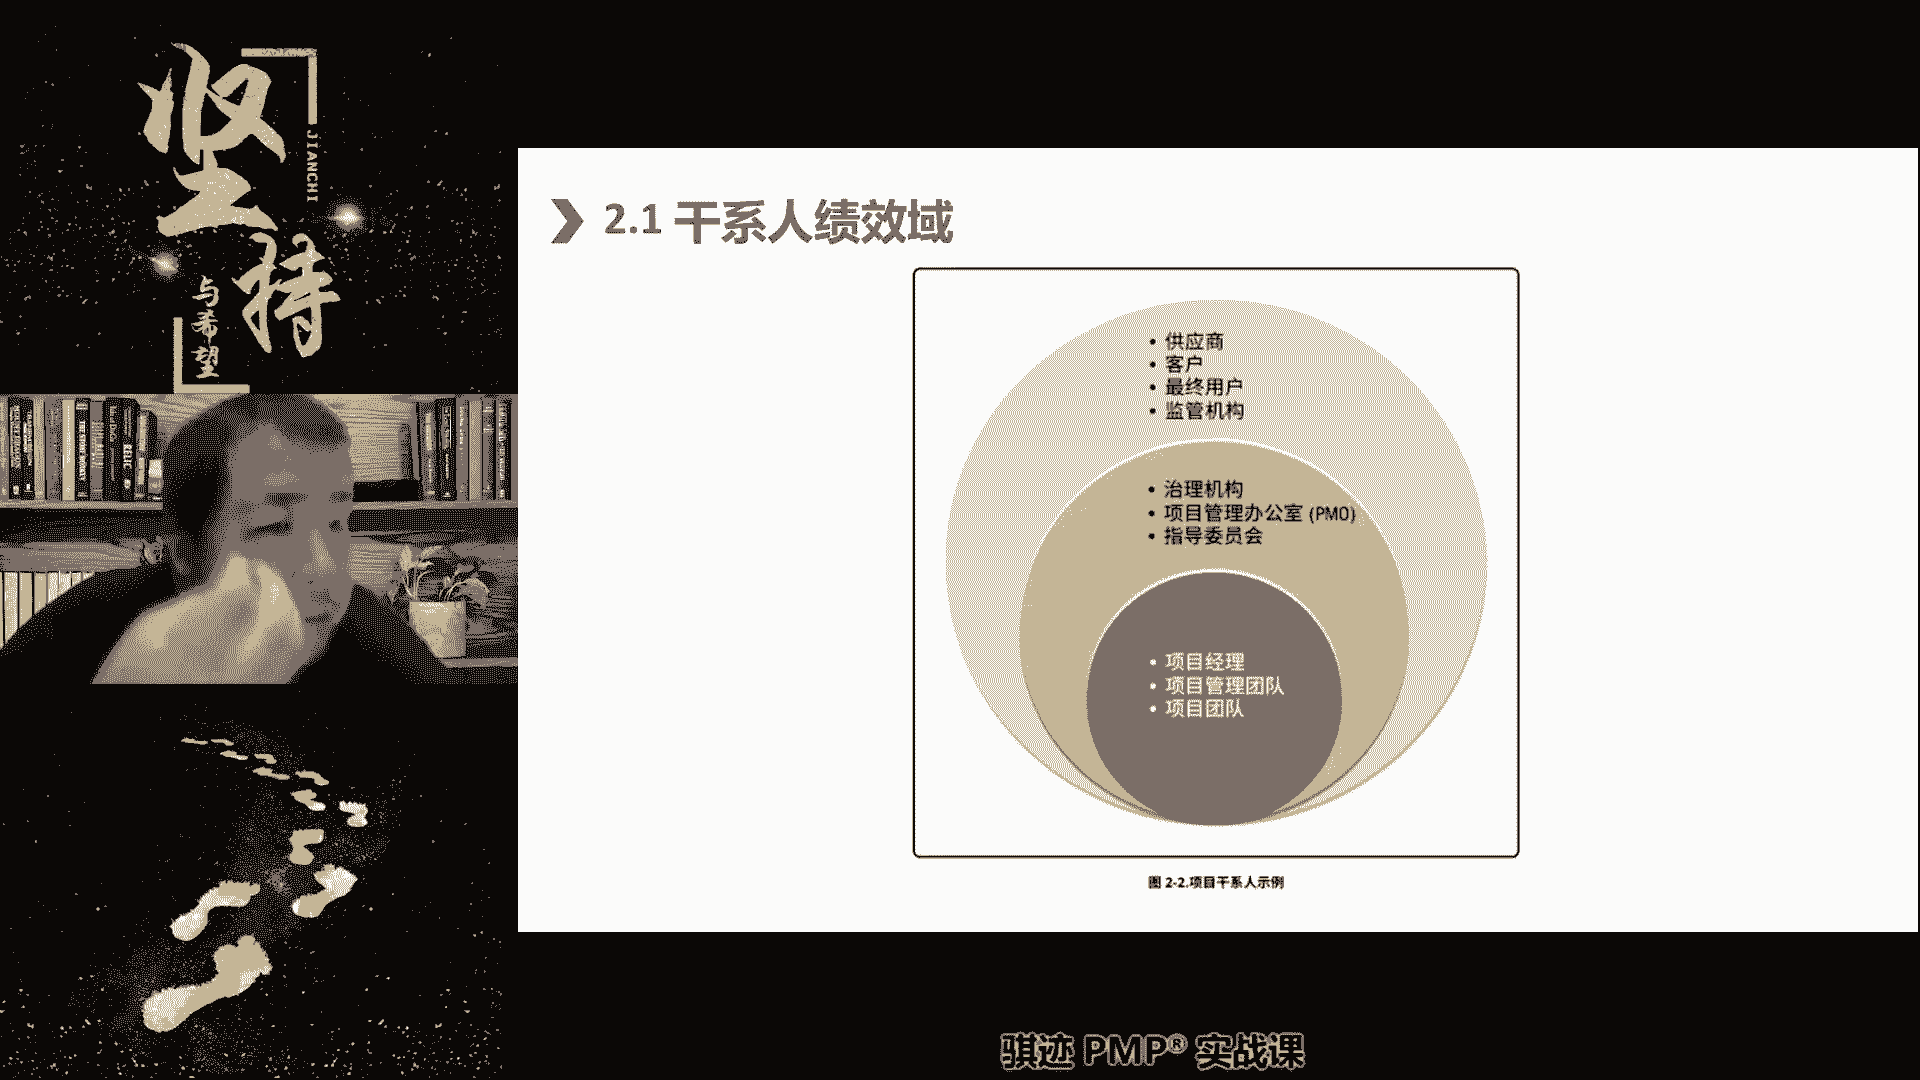 坚持
JIANCHI
与希望
2.1 干系人绩效域
• 供应商
• 客户
• 最终用户
• 监管机构
• 治理机构
• 项目管理办公室 (PMO)
• 指导委员会
• 项目经理
• 项目管理团队
• 项目团队
图 2-2.项目干系人示例
骐迹 PMP® 实战课